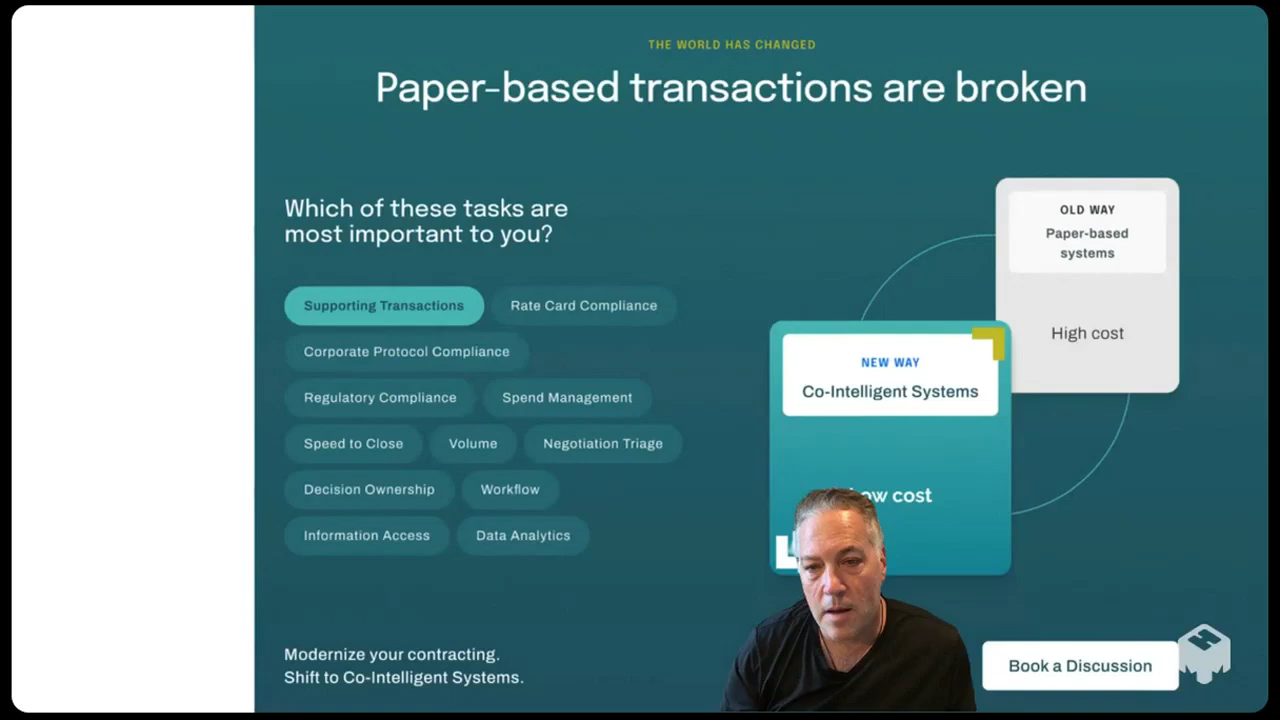 THE WORLD HAS CHANGED
Paper-based transactions are broken
Which of these tasks are
most important to you?
Supporting Transactions
Rate Card Compliance
Corporate Protocol Compliance
Regulatory Compliance
Spend Management
Speed to Close
Volume
Negotiation Triage
Decision Ownership
Workflow
Information Access
Data Analytics
OLD WAY
Paper-based
systems
High cost
NEW WAY
Co-Intelligent Systems
Low cost
Modernize your contracting.
Shift to Co-Intelligent Systems.
Book a Discussion